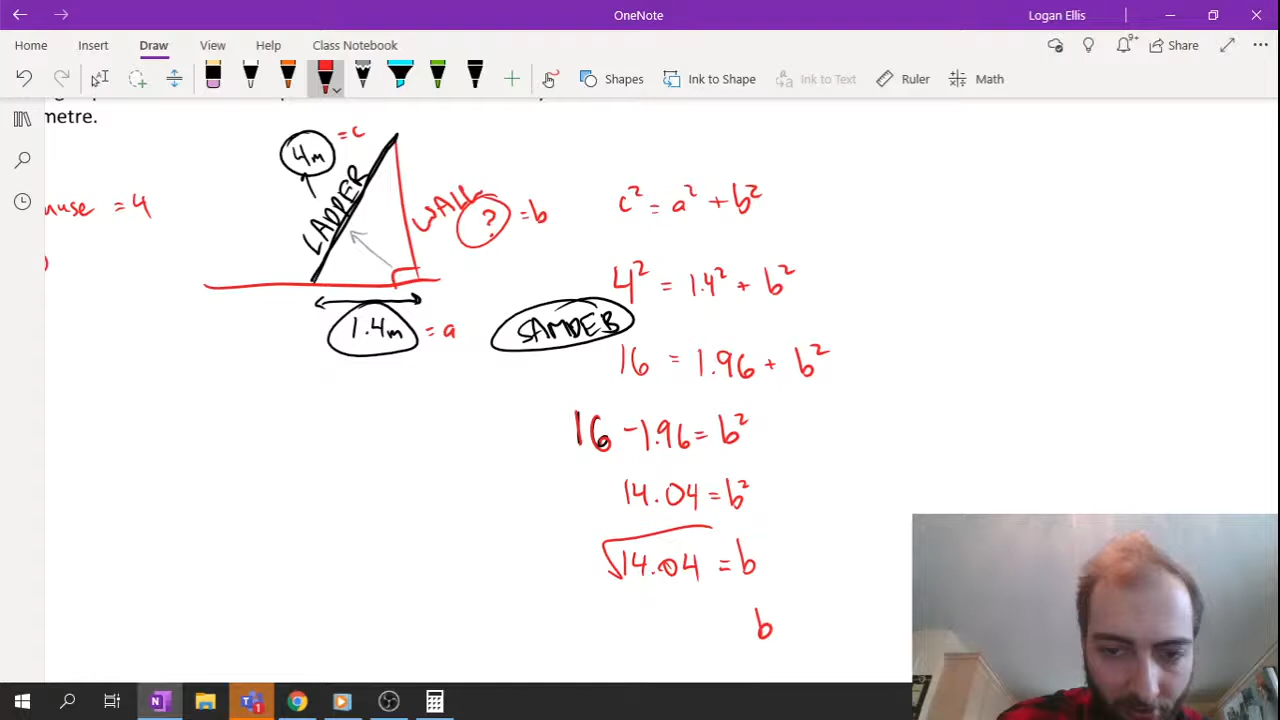 OneNote
Logan Ellis
Home Insert Draw View Help Class Notebook
Share
Shapes Ink to Shape Ink to Text Ruler Math
metre.
4m =c
LADDER
WALL
? =b
1.4m =a
nuse = 4
SAMDEB
c² = a² + b²
4² = 1.4² + b²
16 = 1.96 + b²
16 - 1.96 = b²
14.04 = b²
√14.04 = b
b